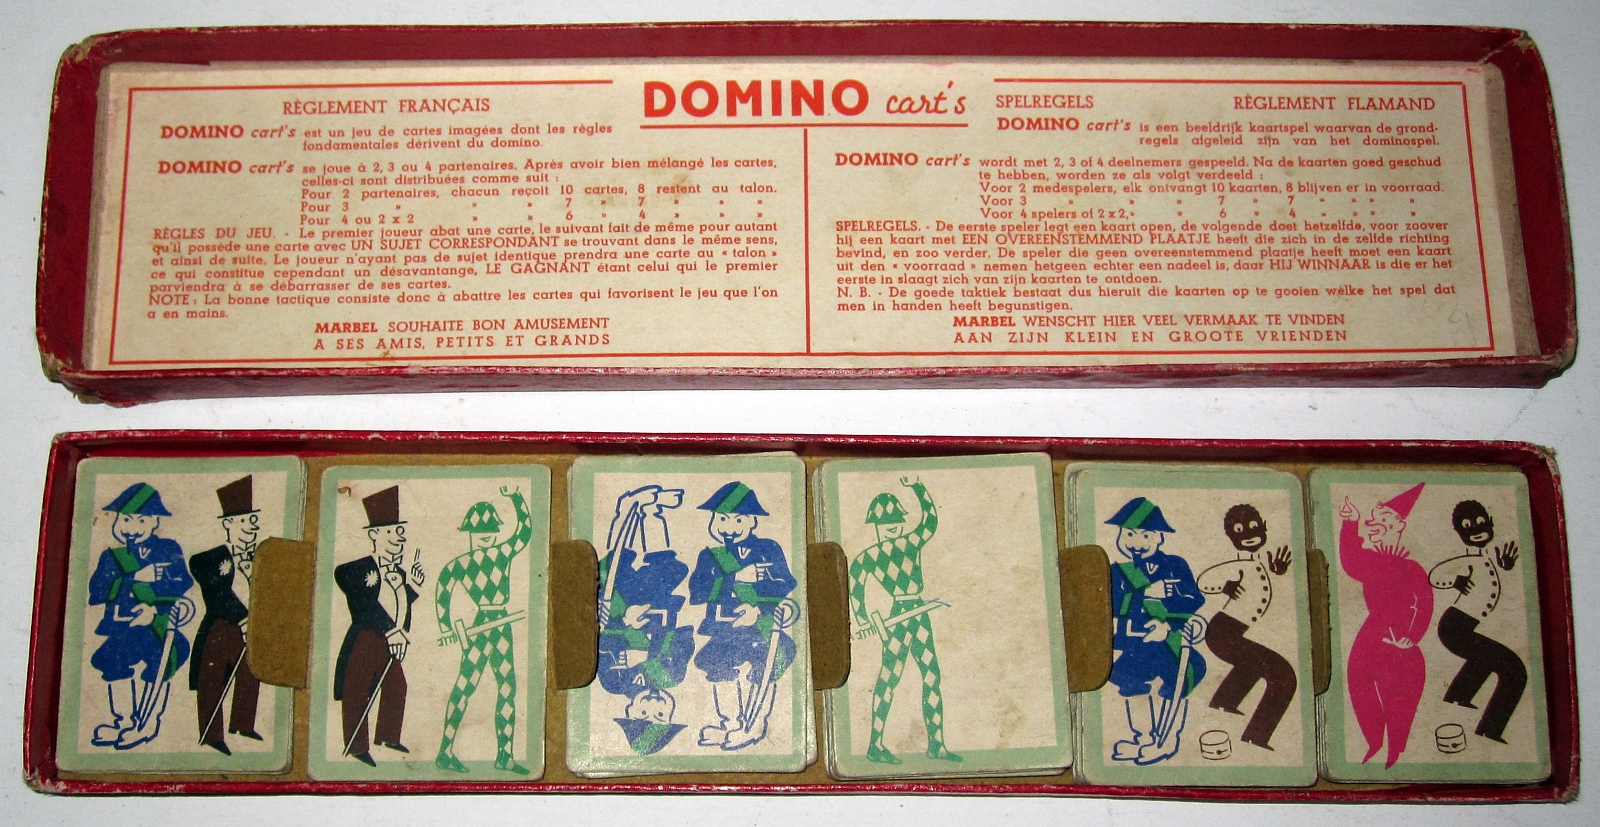 DOMINO cart's
RÈGLEMENT FRANÇAIS
DOMINO cart's est un jeu de cartes imagées dont les règles
fondamentales dérivent du domino.
DOMINO cart's se joue à 2, 3 ou 4 partenaires. Après avoir bien mélangé les cartes,
celles-ci sont distribuées comme suit :
Pour 2 partenaires, chacun reçoit 10 cartes, 8 restent au talon.
Pour 3 » » 7 » 7 » » »
Pour 4 ou 2 x 2 » » 6 » 4 » » »
RÈGLES DU JEU. - Le premier joueur abat une carte, le suivant fait de même pour autant
qu'il possède une carte avec UN SUJET CORRESPONDANT se trouvant dans le même sens,
et ainsi de suite. Le joueur n'ayant pas de sujet identique prendra une carte au « talon »
ce qui constitue cependant un désavantange, LE GAGNANT étant celui qui le premier
parviendra à se débarrasser de ses cartes.
NOTE : La bonne tactique consiste donc à abattre les cartes qui favorisent le jeu que l'on
a en mains.
MARBEL SOUHAITE BON AMUSEMENT
A SES AMIS, PETITS ET GRANDS
SPELREGELS RÈGLEMENT FLAMAND
DOMINO cart's is een beeldrijk kaartspel waarvan de grond-
regels afgeleid zijn van het dominospel.
DOMINO cart's wordt met 2, 3 of 4 deelnemers gespeeld. Na de kaarten goed geschud
te hebben, worden ze als volgt verdeeld :
Voor 2 medespelers, elk ontvangt 10 kaarten, 8 blijven er in voorraad.
Voor 3 » » 7 » 7 » » »
Voor 4 spelers of 2 x 2,» » 6 » 4 » » »
SPELREGELS. - De eerste speler legt een kaart open, de volgende doet hetzelfde, voor zoover
hij een kaart met EEN OVEREENSTEMMEND PLAATJE heeft die zich in de zelfde richting
bevind, en zoo verder. De speler die geen overeenstemmend plaatje heeft moet een kaart
uit den « voorraad » nemen hetgeen echter een nadeel is, daar HIJ WINNAAR is die er het
eerste in slaagt zich van zijn kaarten te ontdoen.
N. B. - De goede taktiek bestaat dus hieruit die kaarten op te gooien welke het spel dat
men in handen heeft begunstigen.
MARBEL WENSCHT HIER VEEL VERMAAK TE VINDEN
AAN ZIJN KLEIN EN GROOTE VRIENDEN